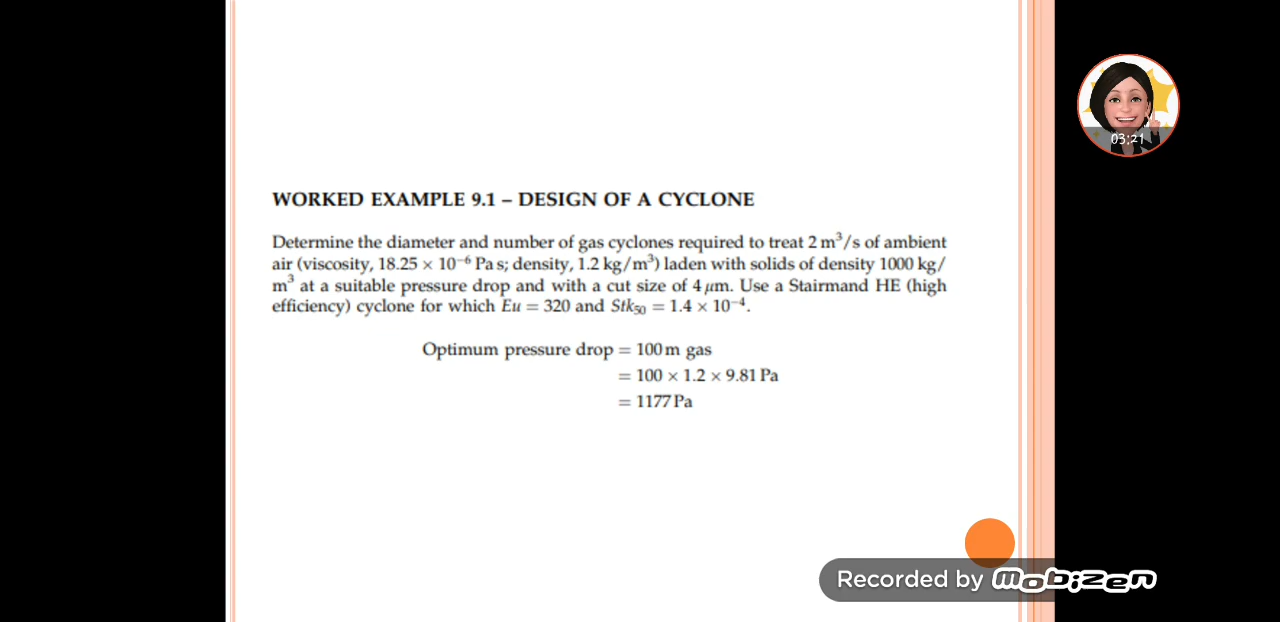 03:21
WORKED EXAMPLE 9.1 – DESIGN OF A CYCLONE
Determine the diameter and number of gas cyclones required to treat 2 m³/s of ambient
air (viscosity, 18.25 × 10⁻⁶ Pa s; density, 1.2 kg/m³) laden with solids of density 1000 kg/
m³ at a suitable pressure drop and with a cut size of 4 μm. Use a Stairmand HE (high
efficiency) cyclone for which Eu = 320 and Stk₅₀ = 1.4 × 10⁻⁴.
Optimum pressure drop = 100 m gas
= 100 × 1.2 × 9.81 Pa
= 1177 Pa
Recorded by mobizen